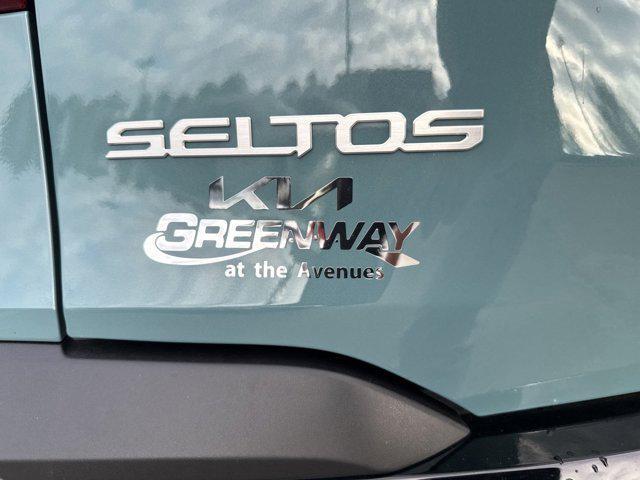 SELTOS
KIA
GREENWAY
at the Avenues